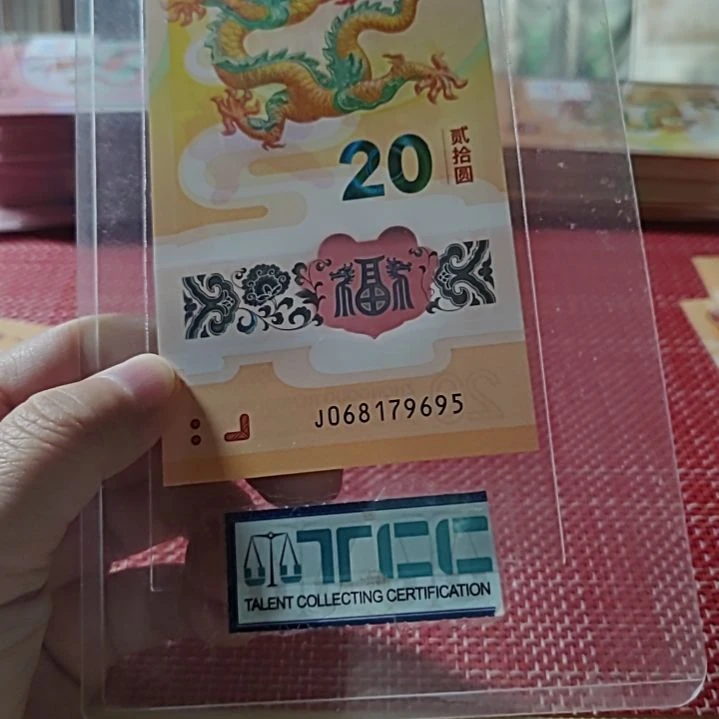 20
贰拾圆
福
J068179695
TCC
TALENT COLLECTING CERTIFICATION